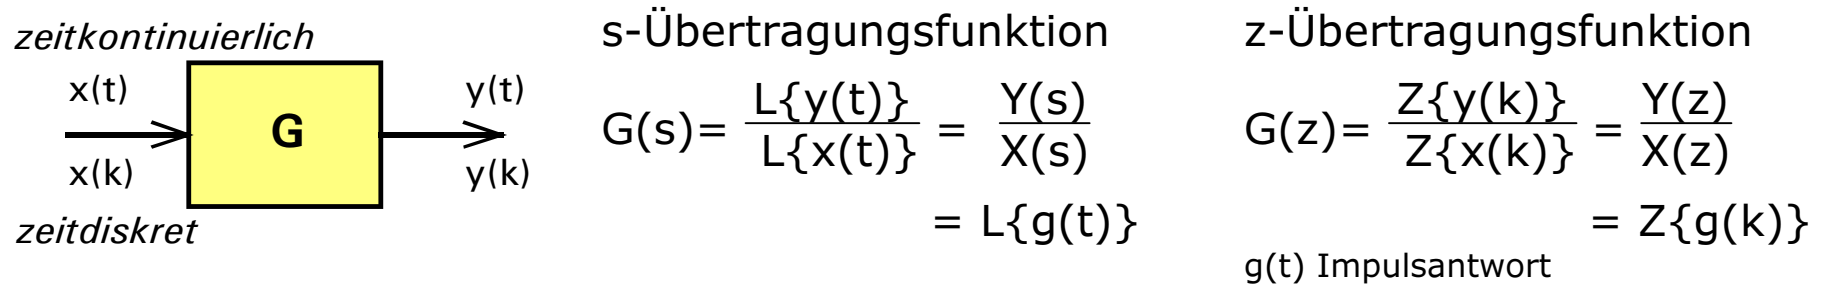 zeitkontinuierlich
x(t)
y(t)
G
x(k)
y(k)
zeitdiskret
s-Übertragungsfunktion
G(s)= L{y(t)} / L{x(t)} = Y(s) / X(s)
= L{g(t)}
z-Übertragungsfunktion
G(z)= Z{y(k)} / Z{x(k)} = Y(z) / X(z)
= Z{g(k)}
g(t) Impulsantwort